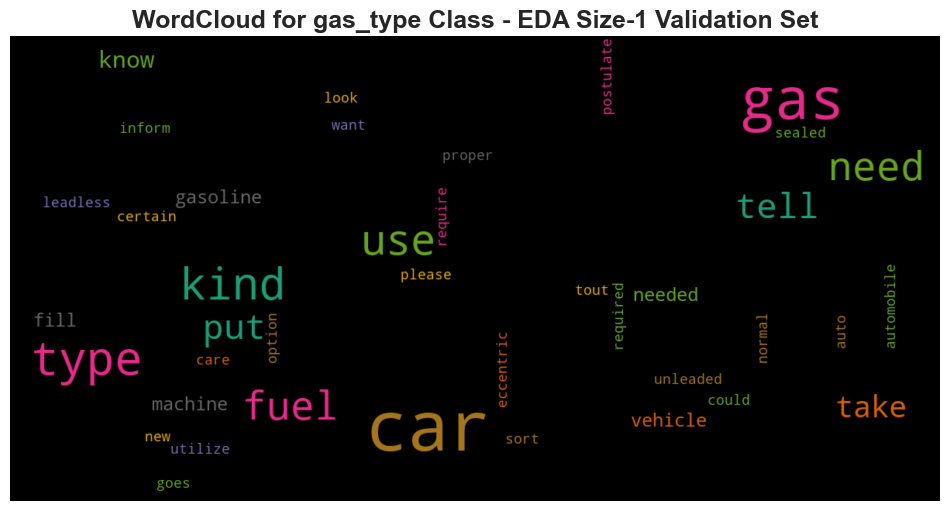 WordCloud for gas_type Class - EDA Size-1 Validation Set
know
postulate
look
gas
inform
want
sealed
proper
need
leadless
gasoline
certain
require
tell
use
kind
please
tout
needed
required
automobile
fill
put
option
normal
auto
type
care
eccentric
unleaded
machine
fuel
could
take
car
vehicle
new
utilize
sort
goes